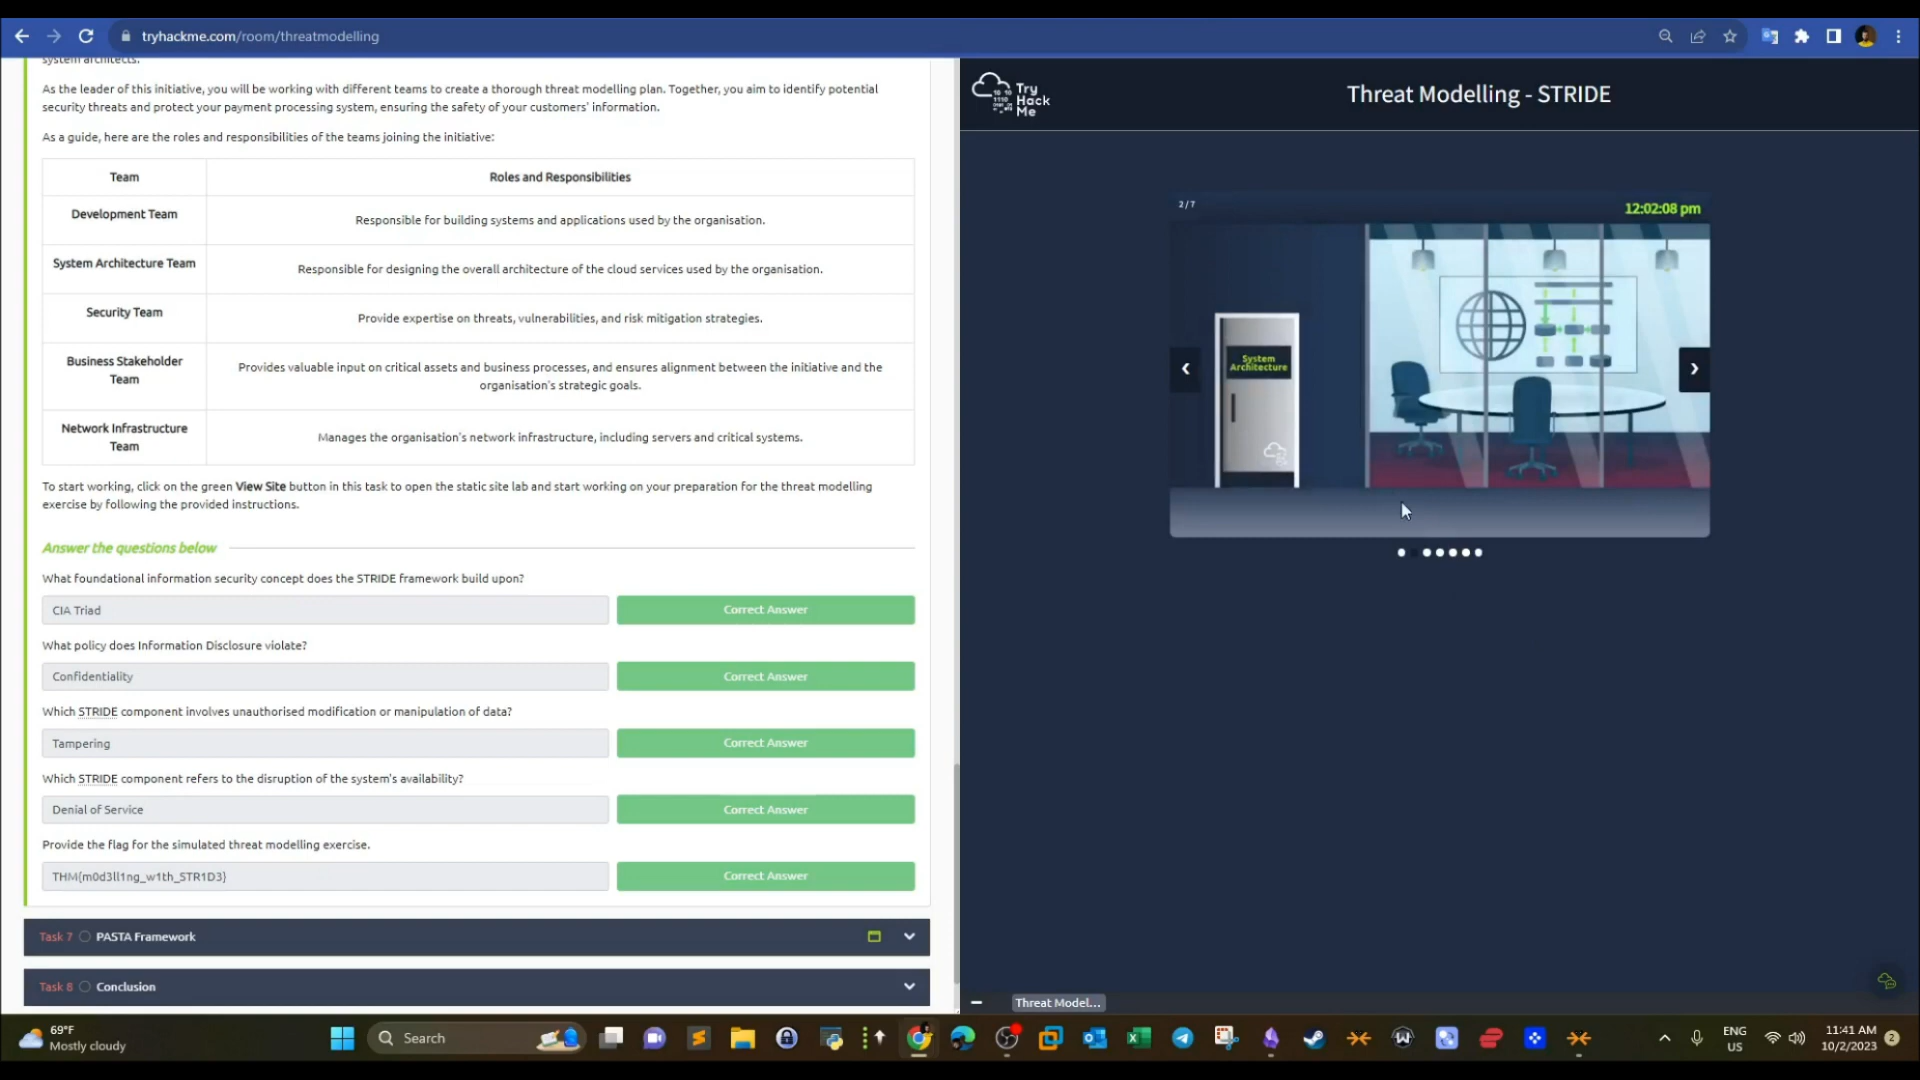 tryhackme.com/room/threatmodelling
system architects.
As the leader of this initiative, you will be working with different teams to create a thorough threat modelling plan. Together, you aim to identify potential
security threats and protect your payment processing system, ensuring the safety of your customers' information.
As a guide, here are the roles and responsibilities of the teams joining the initiative:
Team
Roles and Responsibilities
Development Team
Responsible for building systems and applications used by the organisation.
System Architecture Team
Responsible for designing the overall architecture of the cloud services used by the organisation.
Security Team
Provide expertise on threats, vulnerabilities, and risk mitigation strategies.
Business Stakeholder
Team
Provides valuable input on critical assets and business processes, and ensures alignment between the initiative and the
organisation's strategic goals.
Network Infrastructure
Team
Manages the organisation's network infrastructure, including servers and critical systems.
To start working, click on the green View Site button in this task to open the static site lab and start working on your preparation for the threat modelling
exercise by following the provided instructions.
Answer the questions below
What foundational information security concept does the STRIDE framework build upon?
CIA Triad
Correct Answer
What policy does Information Disclosure violate?
Confidentiality
Correct Answer
Which STRIDE component involves unauthorised modification or manipulation of data?
Tampering
Correct Answer
Which STRIDE component refers to the disruption of the system's availability?
Denial of Service
Correct Answer
Provide the flag for the simulated threat modelling exercise.
THM{m0d3ll1ng_w1th_STR1D3}
Correct Answer
Task 7 PASTA Framework
Task 8 Conclusion
Try
Hack
Me
Threat Modelling - STRIDE
2/7
12:02:08 pm
System
Architecture
Threat Model...
69°F
Mostly cloudy
Search
ENG
US
11:41 AM
10/2/2023
2